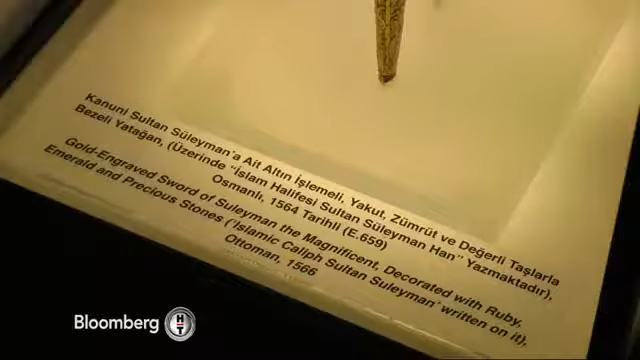 Kanuni Sultan Süleyman'a Ait Altın İşlemeli, Yakut, Zümrüt ve Değerli Taşlarla
Bezeli Yatağan, (Üzerinde "İslam Halifesi Sultan Süleyman Han" Yazmaktadır),
Osmanlı, 1564 Tarihli (E.659)
Gold-Engraved Sword of Suleyman the Magnificent, Decorated with Ruby,
Emerald and Precious Stones ('Islamic Caliph Sultan Suleyman' written on it),
Ottoman, 1566
Bloomberg HT